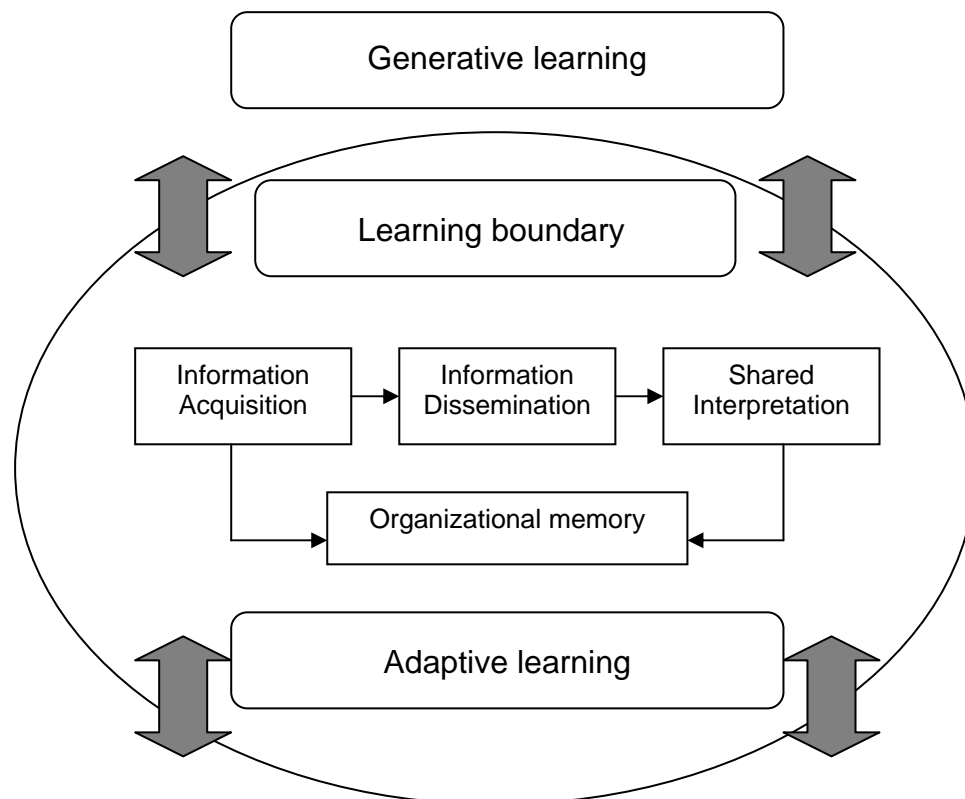 Generative learning
Learning boundary
Information
Acquisition
Information
Dissemination
Shared
Interpretation
Organizational memory
Adaptive learning